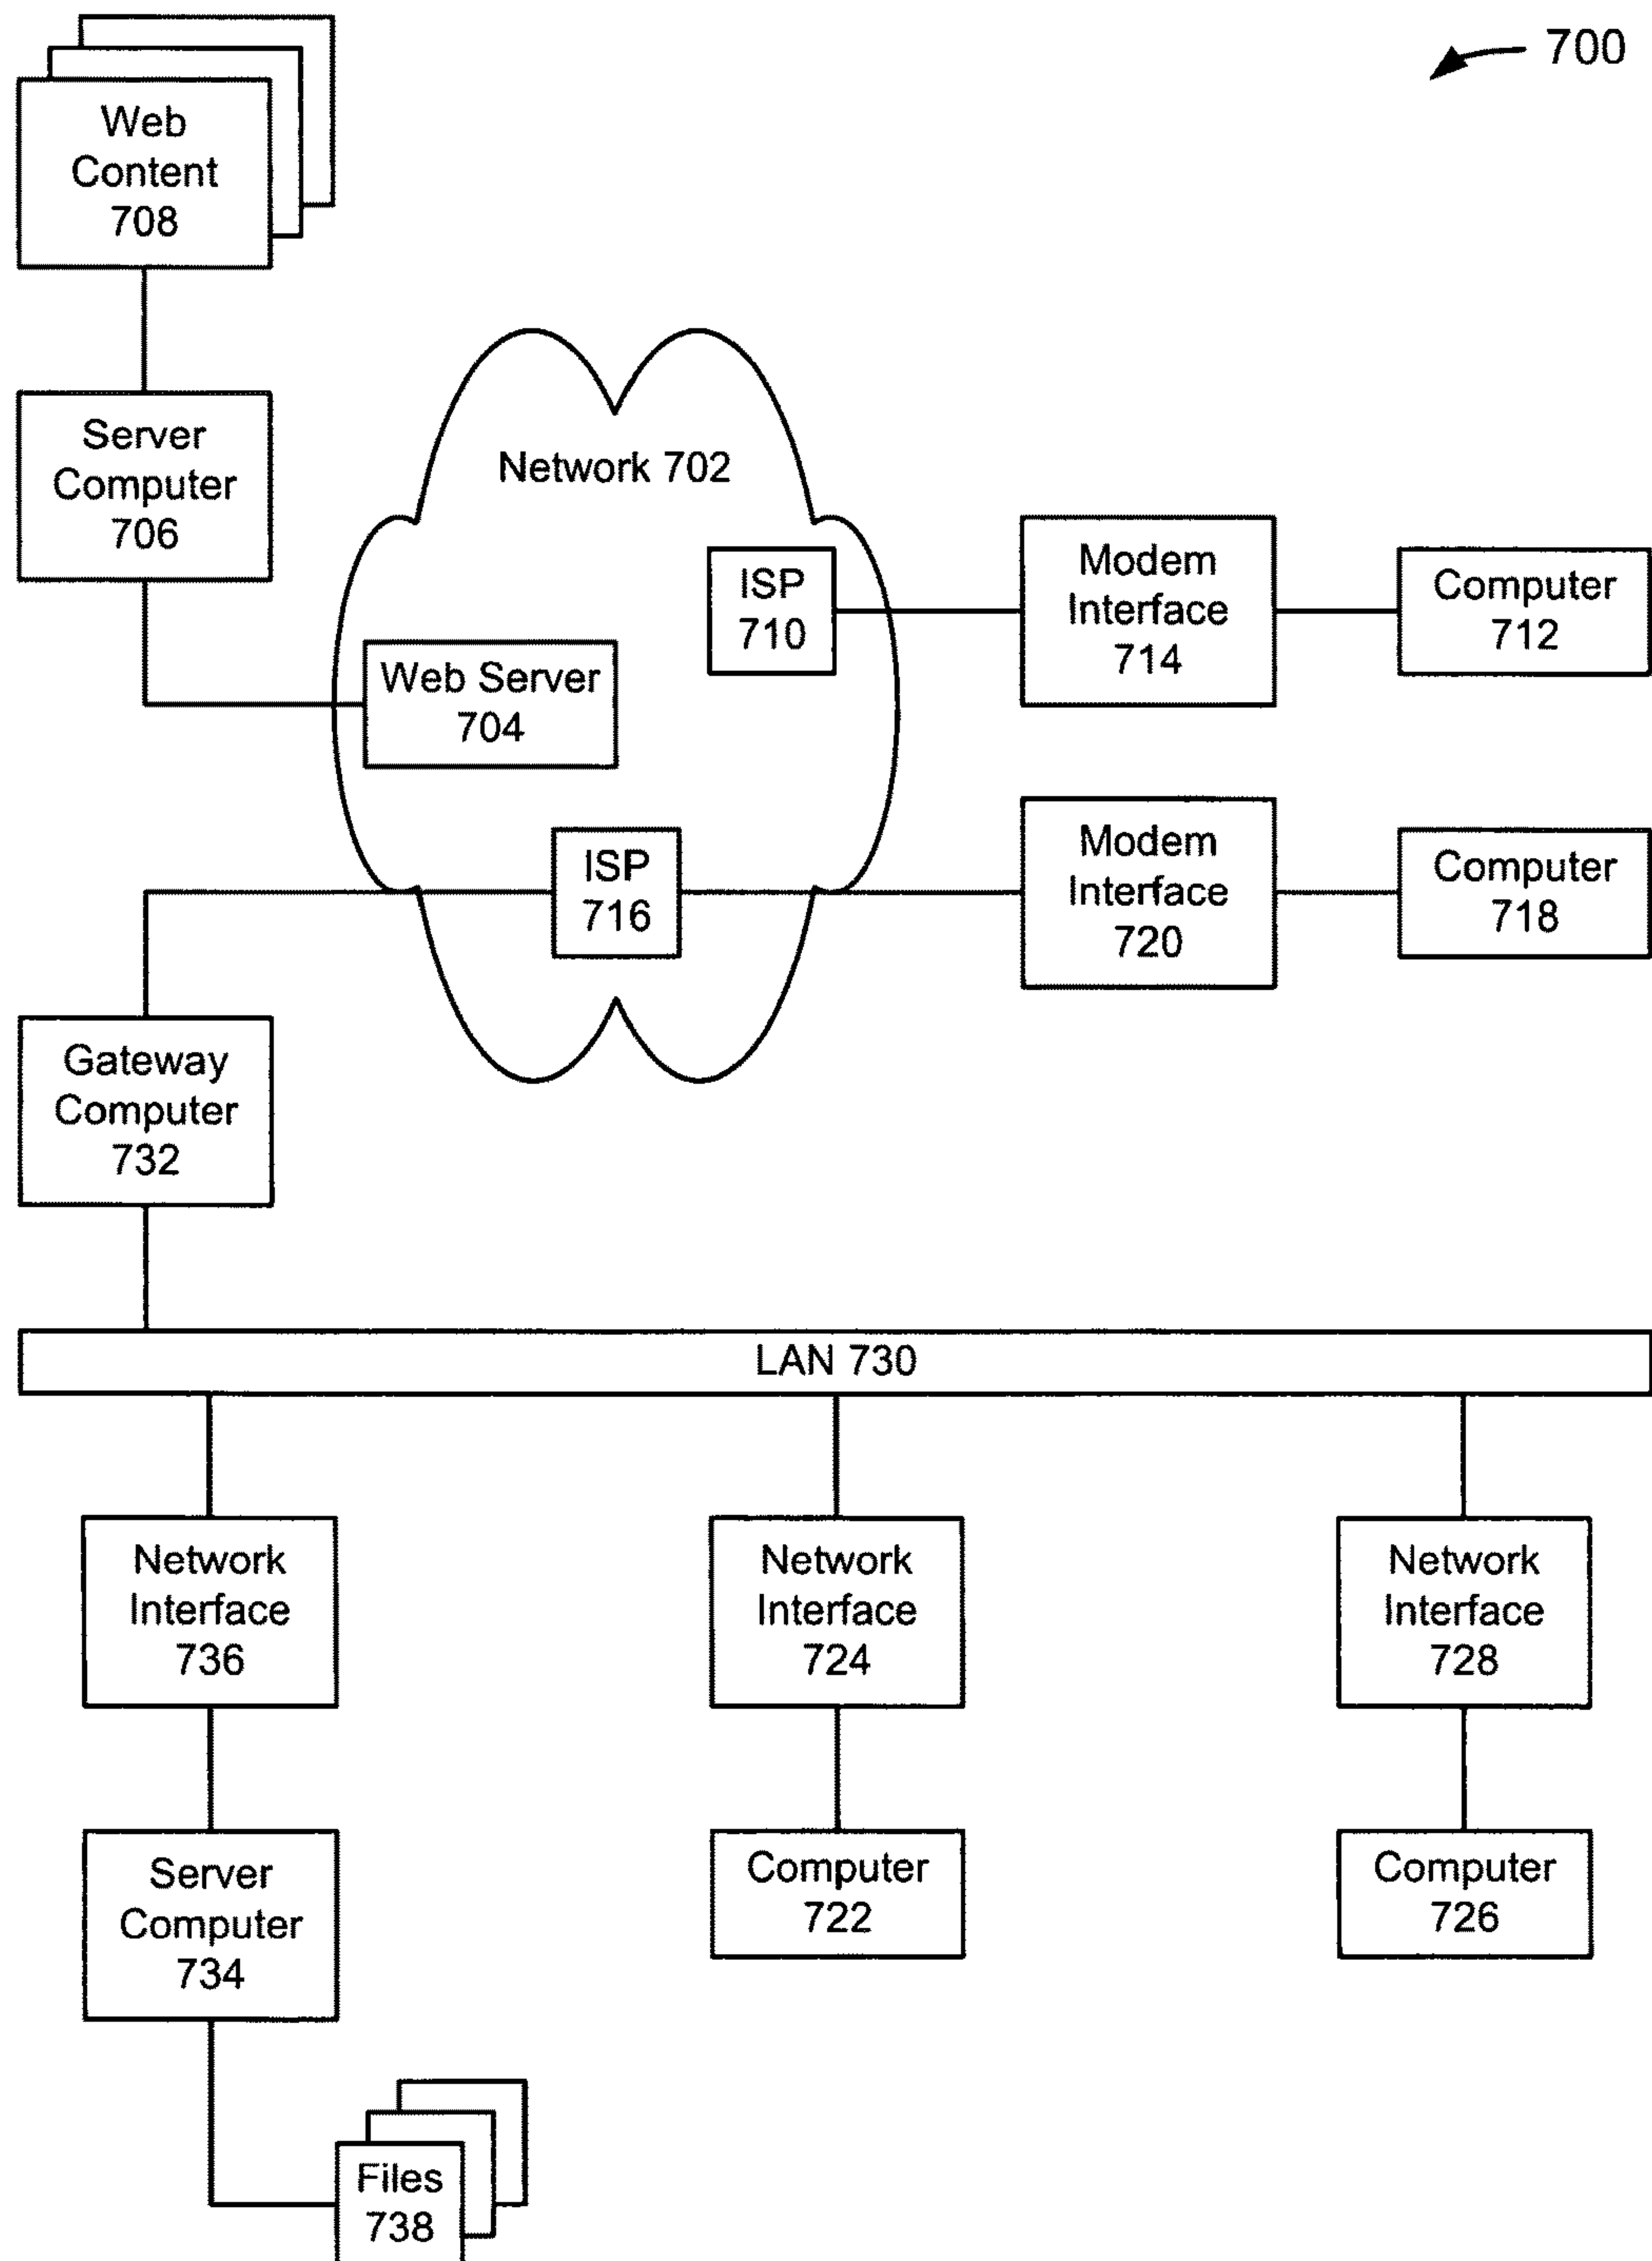 700
Web
Content
708
Server
Computer
706
Network 702
ISP
710
Modem
Interface
714
Computer
712
Web Server
704
ISP
716
Modem
Interface
720
Computer
718
Gateway
Computer
732
LAN 730
Network
Interface
736
Network
Interface
724
Network
Interface
728
Server
Computer
734
Computer
722
Computer
726
Files
738